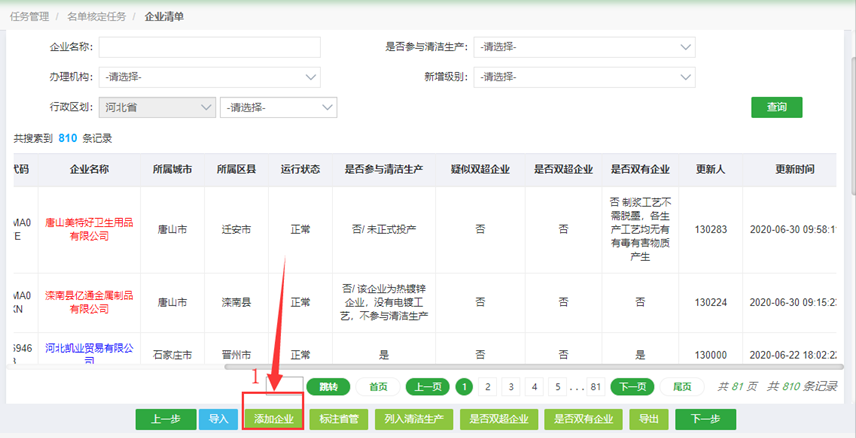 任务管理 / 名单核定任务 / 企业清单
企业名称: 是否参与清洁生产: -请选择-
办理机构: -请选择- 新增级别: -请选择-
行政区划: 河北省 -请选择- 查询
共搜索到 810 条记录
代码 企业名称 所属城市 所属区县 运行状态 是否参与清洁生产 疑似双超企业 是否双超企业 是否双有企业 更新人 更新时间
MA0
E
唐山美特好卫生用品
有限公司
唐山市 迁安市 正常 否/ 未正式投产 否 否
否 制浆工艺不
需脱墨，各生
产工艺均无有
有毒有害物质
产生
130283 2020-06-30 09:58:1
MA0
KN
滦南县亿通金属制品
有限公司
唐山市 滦南县 正常
否/ 该企业为热镀锌
企业，没有电镀工
艺，不参与清洁生产
否 否 否 130224 2020-06-30 09:15:2
6946
河北凯业贸易有限公
司
石家庄市 晋州市 正常 是 否 否 是 130000 2020-06-22 18:02:22
1 跳转 首页 上一页 1 2 3 4 5 ... 81 下一页 尾页 共 81 页 共 810 条记录
上一步 导入 添加企业 标注省管 列入清洁生产 是否双超企业 是否双有企业 导出 下一步